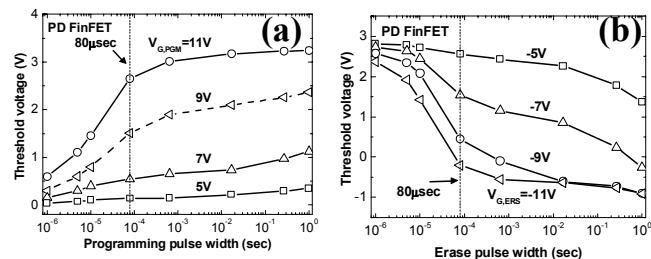 PD FinFET
80μsec
V_G,PGM=11V
(a)
9V
7V
5V
4
3
2
1
0
Threshold voltage (V)
10^-6 10^-5 10^-4 10^-3 10^-2 10^-1 10^0
Programming pulse width (sec)
PD FinFET
(b)
-5V
-7V
-9V
80μsec
V_G,ERS=-11V
3
2
1
0
-1
Threshold voltage (V)
10^-6 10^-5 10^-4 10^-3 10^-2 10^-1 10^0
Erase pulse width (sec)